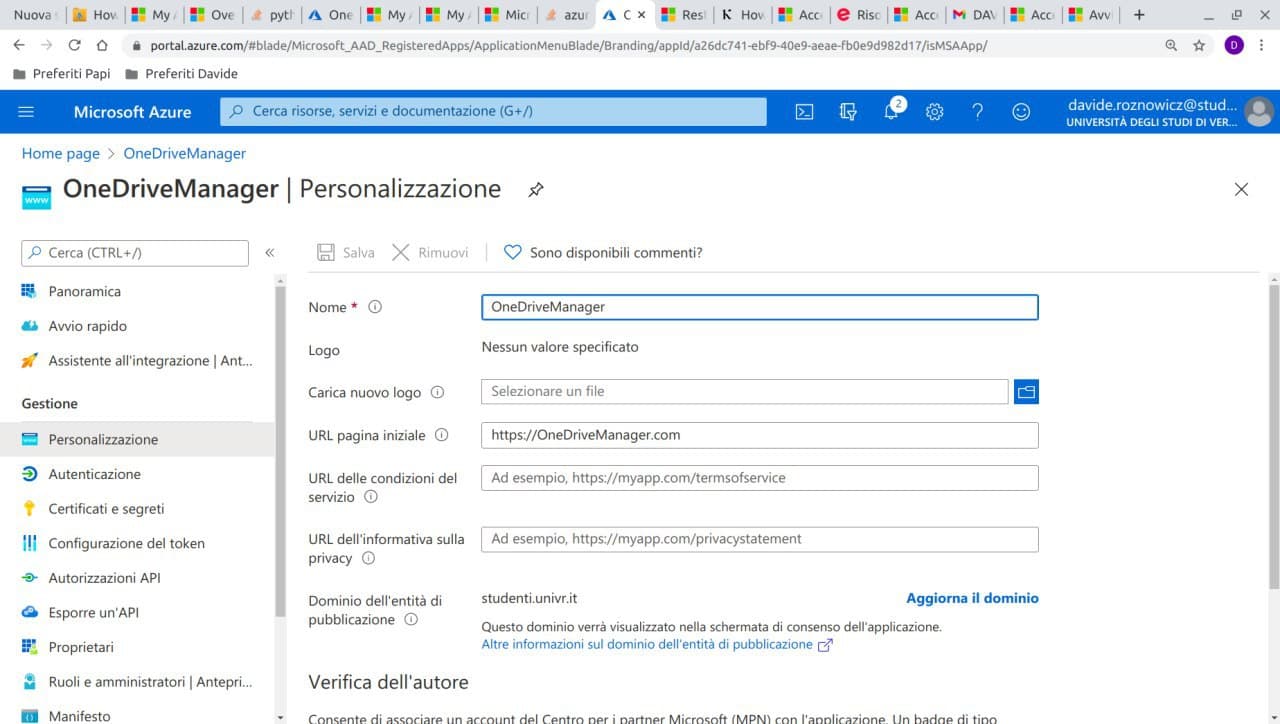 Nuova s
How
My A
Ove
pyth
One
My A
My A
Micr
azur
C
Rest
K How
Acce
Risc
Acce
DAV
Acce
Avvi
portal.azure.com/#blade/Microsoft_AAD_RegisteredApps/ApplicationMenuBlade/Branding/appId/a26dc741-ebf9-40e9-aeae-fb0e9d982d17/isMSAApp/
D
Preferiti Papi
Preferiti Davide
Microsoft Azure
Cerca risorse, servizi e documentazione (G+/)
2
davide.roznowicz@stud...
UNIVERSITÀ DEGLI STUDI DI VER...
Home page > OneDriveManager
www
OneDriveManager | Personalizzazione
Cerca (CTRL+/)
«
Salva
Rimuovi
Sono disponibili commenti?
Panoramica
Avvio rapido
Assistente all'integrazione | Ant...
Gestione
Personalizzazione
Autenticazione
Certificati e segreti
Configurazione del token
Autorizzazioni API
Esporre un'API
Proprietari
Ruoli e amministratori | Antepri...
Manifesto
Nome *
OneDriveManager
Logo
Nessun valore specificato
Carica nuovo logo
Selezionare un file
URL pagina iniziale
https://OneDriveManager.com
URL delle condizioni del
servizio
Ad esempio, https://myapp.com/termsofservice
URL dell'informativa sulla
privacy
Ad esempio, https://myapp.com/privacystatement
Dominio dell'entità di
pubblicazione
studenti.univr.it
Aggiorna il dominio
Questo dominio verrà visualizzato nella schermata di consenso dell'applicazione.
Altre informazioni sul dominio dell'entità di pubblicazione
Verifica dell'autore
Consente di associare un account del Centro per i partner Microsoft (MPN) con l'applicazione. Un badge di tipo